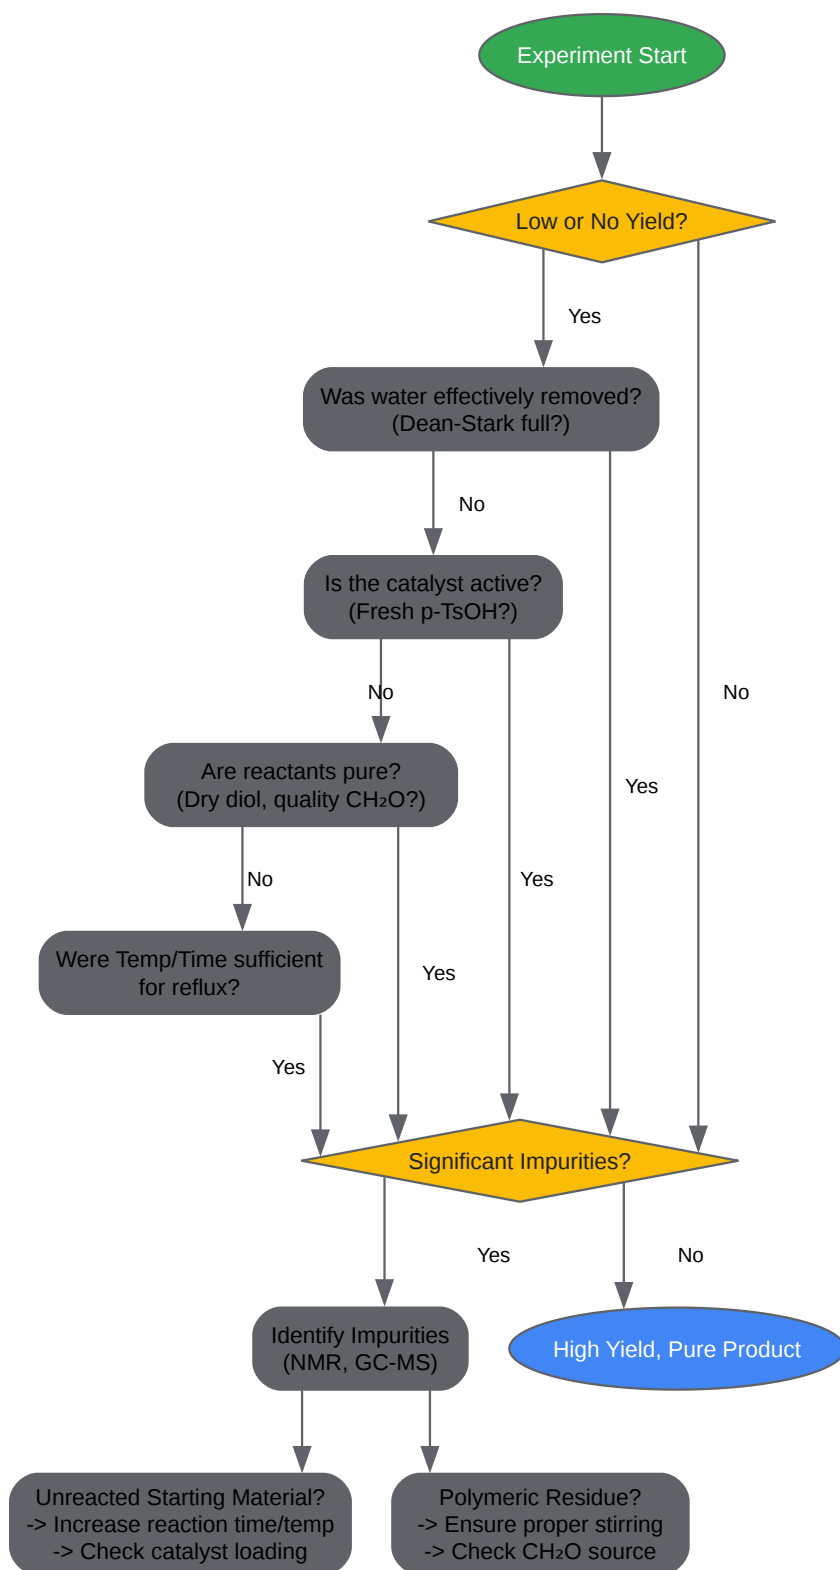 Experiment Start
Low or No Yield?
Yes
Was water effectively removed?
(Dean-Stark full?)
No
Is the catalyst active?
(Fresh p-TsOH?)
No
No
Are reactants pure?
(Dry diol, quality CH₂O?)
Yes
No
Yes
Were Temp/Time sufficient
for reflux?
Yes
Yes
Significant Impurities?
Yes
No
Identify Impurities
(NMR, GC-MS)
High Yield, Pure Product
Unreacted Starting Material?
-> Increase reaction time/temp
-> Check catalyst loading
Polymeric Residue?
-> Ensure proper stirring
-> Check CH₂O source